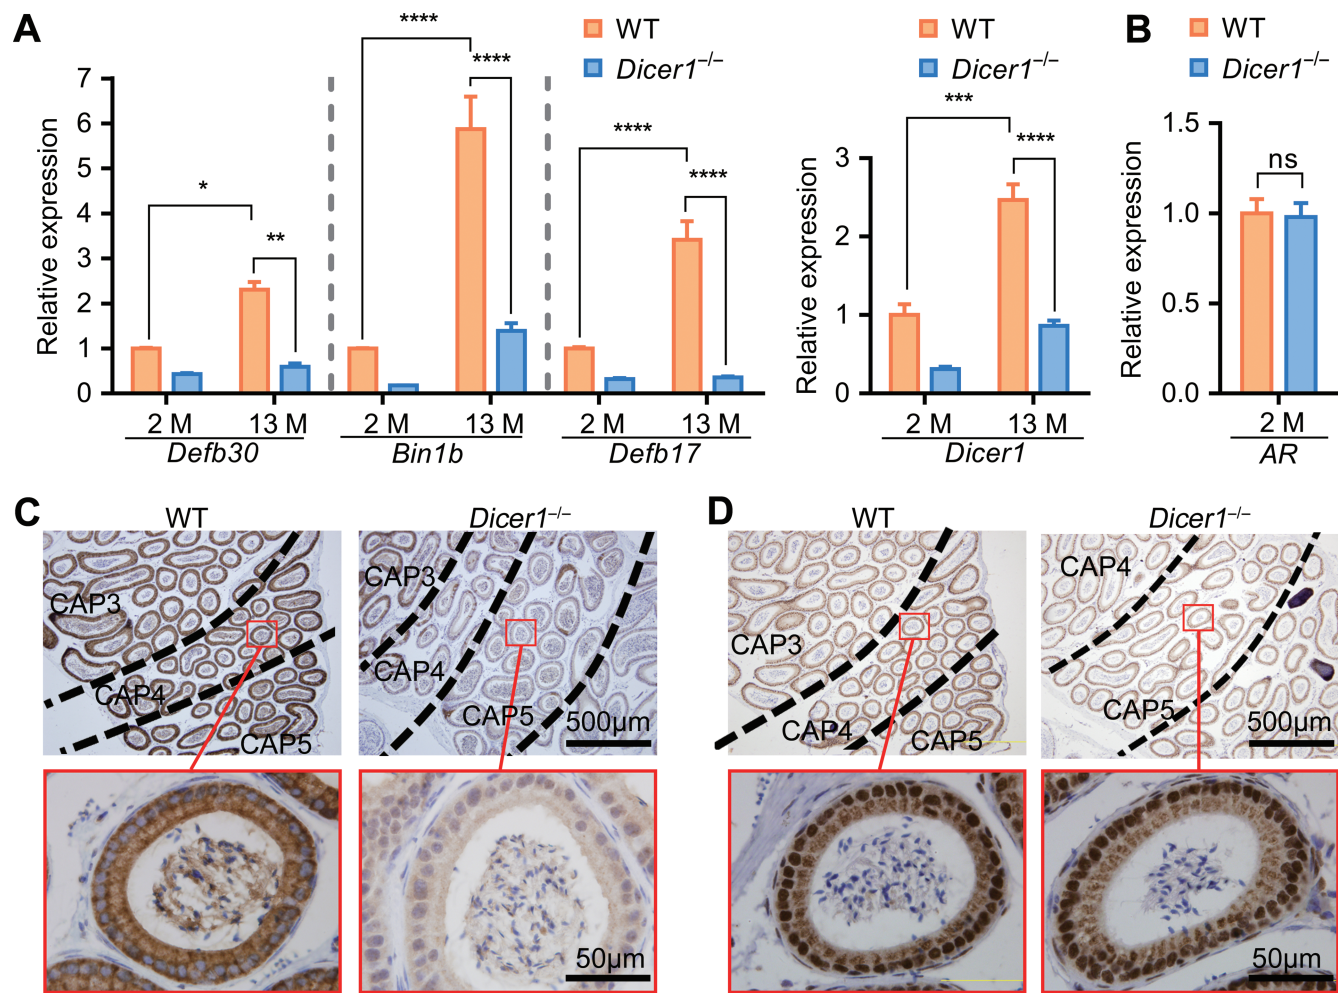 A
WT
Dicer1–/–
Relative expression
7
6
5
4
3
2
1
0
*
**
****
****
****
****
2 M
13 M
2 M
13 M
2 M
13 M
Defb30
Bin1b
Defb17
WT
Dicer1–/–
Relative expression
3
2
1
0
***
****
2 M
13 M
Dicer1
B
WT
Dicer1–/–
Relative expression
1.5
1.0
0.5
0.0
ns
2 M
AR
C
WT
Dicer1–/–
CAP3
CAP4
CAP5
CAP3
CAP4
CAP5
500µm
50µm
D
WT
Dicer1–/–
CAP3
CAP4
CAP5
CAP4
CAP5
500µm
50µm